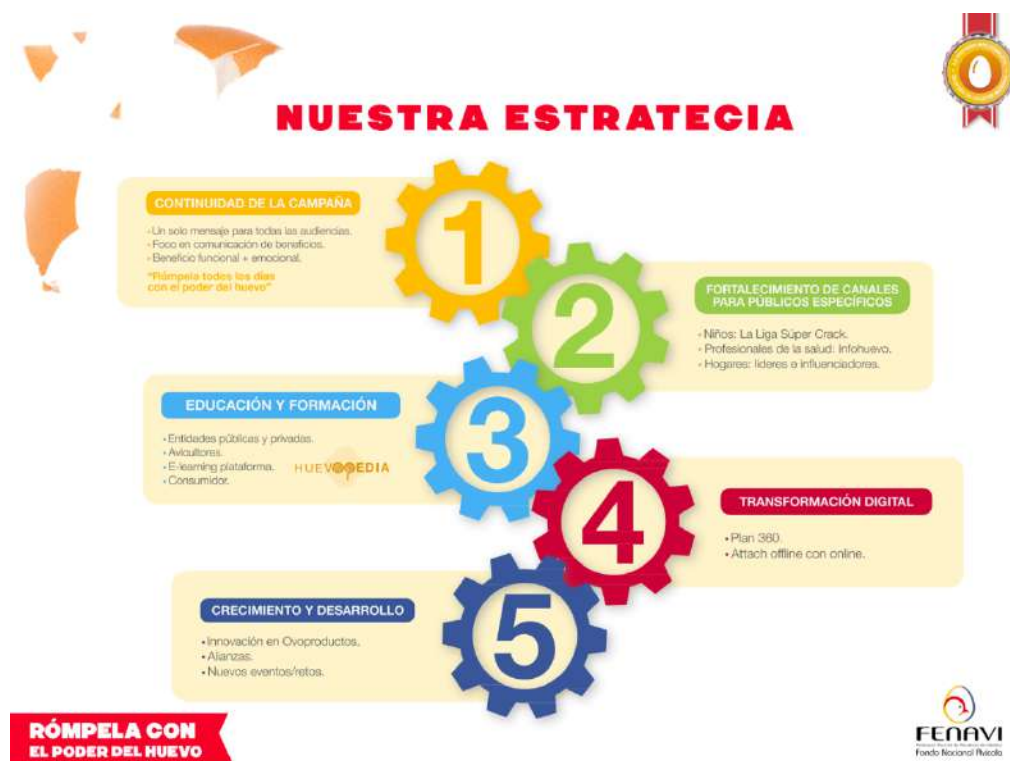 NUESTRA ESTRATEGIA
1
CONTINUIDAD DE LA CAMPAÑA
- Un solo mensaje para todas las audiencias.
- Foco en comunicación de beneficios.
- Beneficio funcional + emocional.
"Rómpela todos los días
con el poder del huevo"
2
FORTALECIMIENTO DE CANALES
PARA PÚBLICOS ESPECÍFICOS
- Niños: La Liga Súper Crack.
- Profesionales de la salud: Infohuevo.
- Hogares: líderes e influenciadores.
3
EDUCACIÓN Y FORMACIÓN
• Entidades públicas y privadas.
• Avicultores.
• E-learning plataforma.
• Consumidor.
HUEVOPEDIA
4
TRANSFORMACIÓN DIGITAL
• Plan 360.
• Attach offline con online.
5
CRECIMIENTO Y DESARROLLO
• Innovación en Ovoproductos.
• Alianzas.
• Nuevos eventos/retos.
RÓMPELA CON
EL PODER DEL HUEVO
FENAVI
Fondo Nacional Avícola